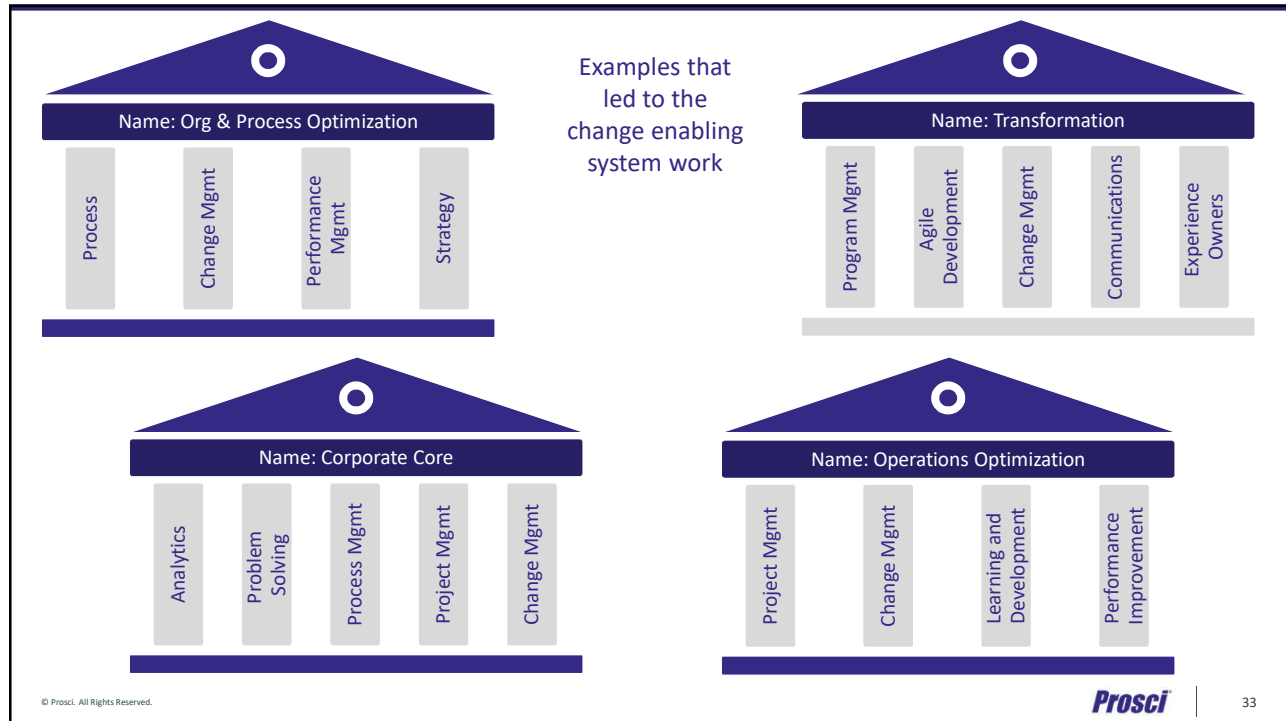 Examples that
led to the
change enabling
system work
Name: Org & Process Optimization
Process
Change Mgmt
Performance
Mgmt
Strategy
Name: Transformation
Program Mgmt
Agile
Development
Change Mgmt
Communications
Experience
Owners
Name: Corporate Core
Analytics
Problem
Solving
Process Mgmt
Project Mgmt
Change Mgmt
Name: Operations Optimization
Project Mgmt
Change Mgmt
Learning and
Development
Performance
Improvement
© Prosci. All Rights Reserved.
Prosci
33